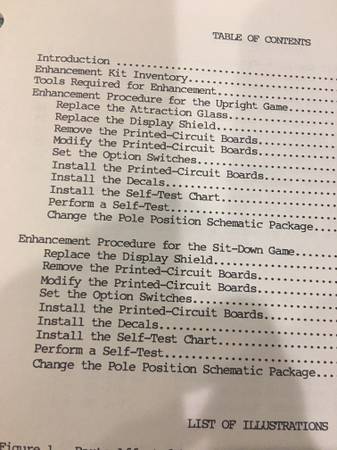 TABLE OF CONTENTS
Introduction
Enhancement Kit Inventory
Tools Required for Enhancement
Enhancement Procedure for the Upright Game
Replace the Attraction Glass
Replace the Display Shield
Remove the Printed-Circuit Boards
Modify the Printed-Circuit Boards
Set the Option Switches
Install the Printed-Circuit Boards
Install the Decals
Install the Self-Test Chart
Perform a Self-Test
Change the Pole Position Schematic Package
Enhancement Procedure for the Sit-Down Game
Replace the Display Shield
Remove the Printed-Circuit Boards
Modify the Printed-Circuit Boards
Set the Option Switches
Install the Printed-Circuit Boards
Install the Decals
Install the Self-Test Chart
Perform a Self-Test
Change the Pole Position Schematic Package
LIST OF ILLUSTRATIONS
Figure 1